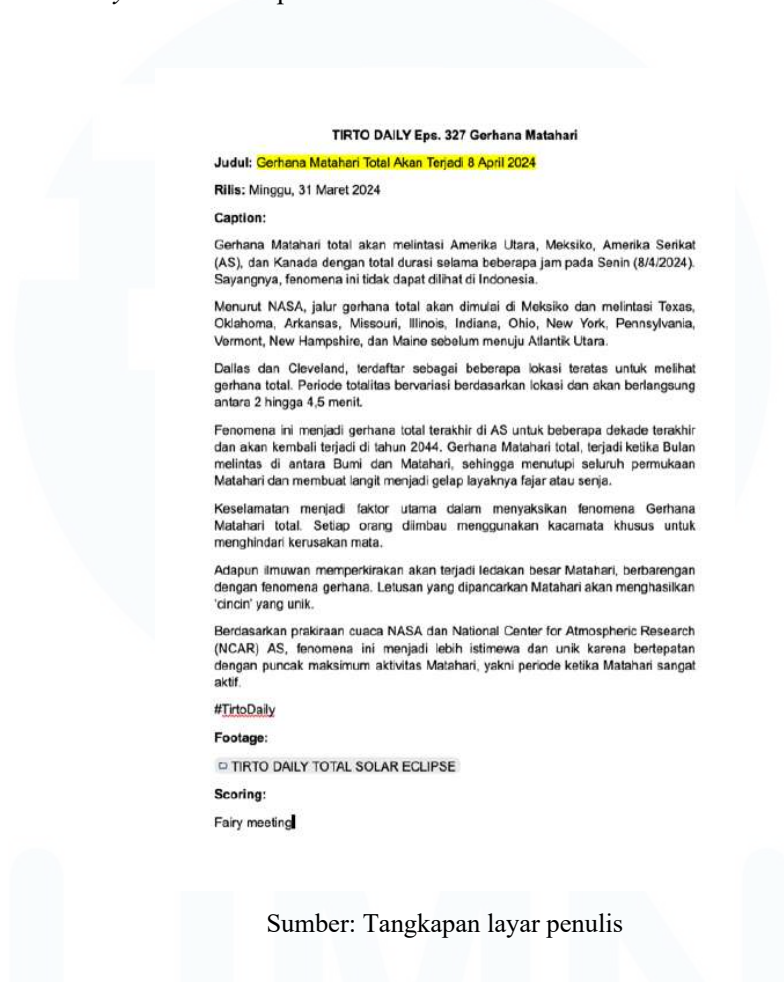 TIRTO DAILY Eps. 327 Gerhana Matahari
Judul: Gerhana Matahari Total Akan Terjadi 8 April 2024
Rilis: Minggu, 31 Maret 2024
Caption:
Gerhana Matahari total akan melintasi Amerika Utara, Meksiko, Amerika Serikat
(AS), dan Kanada dengan total durasi selama beberapa jam pada Senin (8/4/2024).
Sayangnya, fenomena ini tidak dapat dilihat di Indonesia.
Menurut NASA, jalur gerhana total akan dimulai di Meksiko dan melintasi Texas,
Oklahoma, Arkansas, Missouri, Illinois, Indiana, Ohio, New York, Pennsylvania,
Vermont, New Hampshire, dan Maine sebelum menuju Atlantik Utara.
Dallas dan Cleveland, terdaftar sebagai beberapa lokasi teratas untuk melihat
gerhana total. Periode totalitas bervariasi berdasarkan lokasi dan akan berlangsung
antara 2 hingga 4,5 menit.
Fenomena ini menjadi gerhana total terakhir di AS untuk beberapa dekade terakhir
dan akan kembali terjadi di tahun 2044. Gerhana Matahari total, terjadi ketika Bulan
melintas di antara Bumi dan Matahari, sehingga menutupi seluruh permukaan
Matahari dan membuat langit menjadi gelap layaknya fajar atau senja.
Keselamatan menjadi faktor utama dalam menyaksikan fenomena Gerhana
Matahari total. Setiap orang diimbau menggunakan kacamata khusus untuk
menghindari kerusakan mata.
Adapun ilmuwan memperkirakan akan terjadi ledakan besar Matahari, berbarengan
dengan fenomena gerhana. Letusan yang dipancarkan Matahari akan menghasilkan
'cincin' yang unik.
Berdasarkan prakiraan cuaca NASA dan National Center for Atmospheric Research
(NCAR) AS, fenomena ini menjadi lebih istimewa dan unik karena bertepatan
dengan puncak maksimum aktivitas Matahari, yakni periode ketika Matahari sangat
aktif.
#TirtoDaily
Footage:
TIRTO DAILY TOTAL SOLAR ECLIPSE
Scoring:
Fairy meeting
Sumber: Tangkapan layar penulis